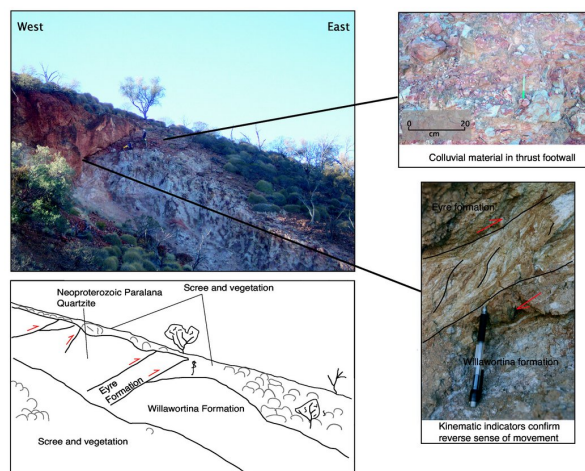 West
East
0
20
cm
Colluvial material in thrust footwall
Eyre formation
Willawortina formation
Kinematic indicators confirm
reverse sense of movement
Neoproterozoic Paralana
Quartzite
Scree and vegetation
Eyre
Formation
Willawortina Formation
Scree and vegetation